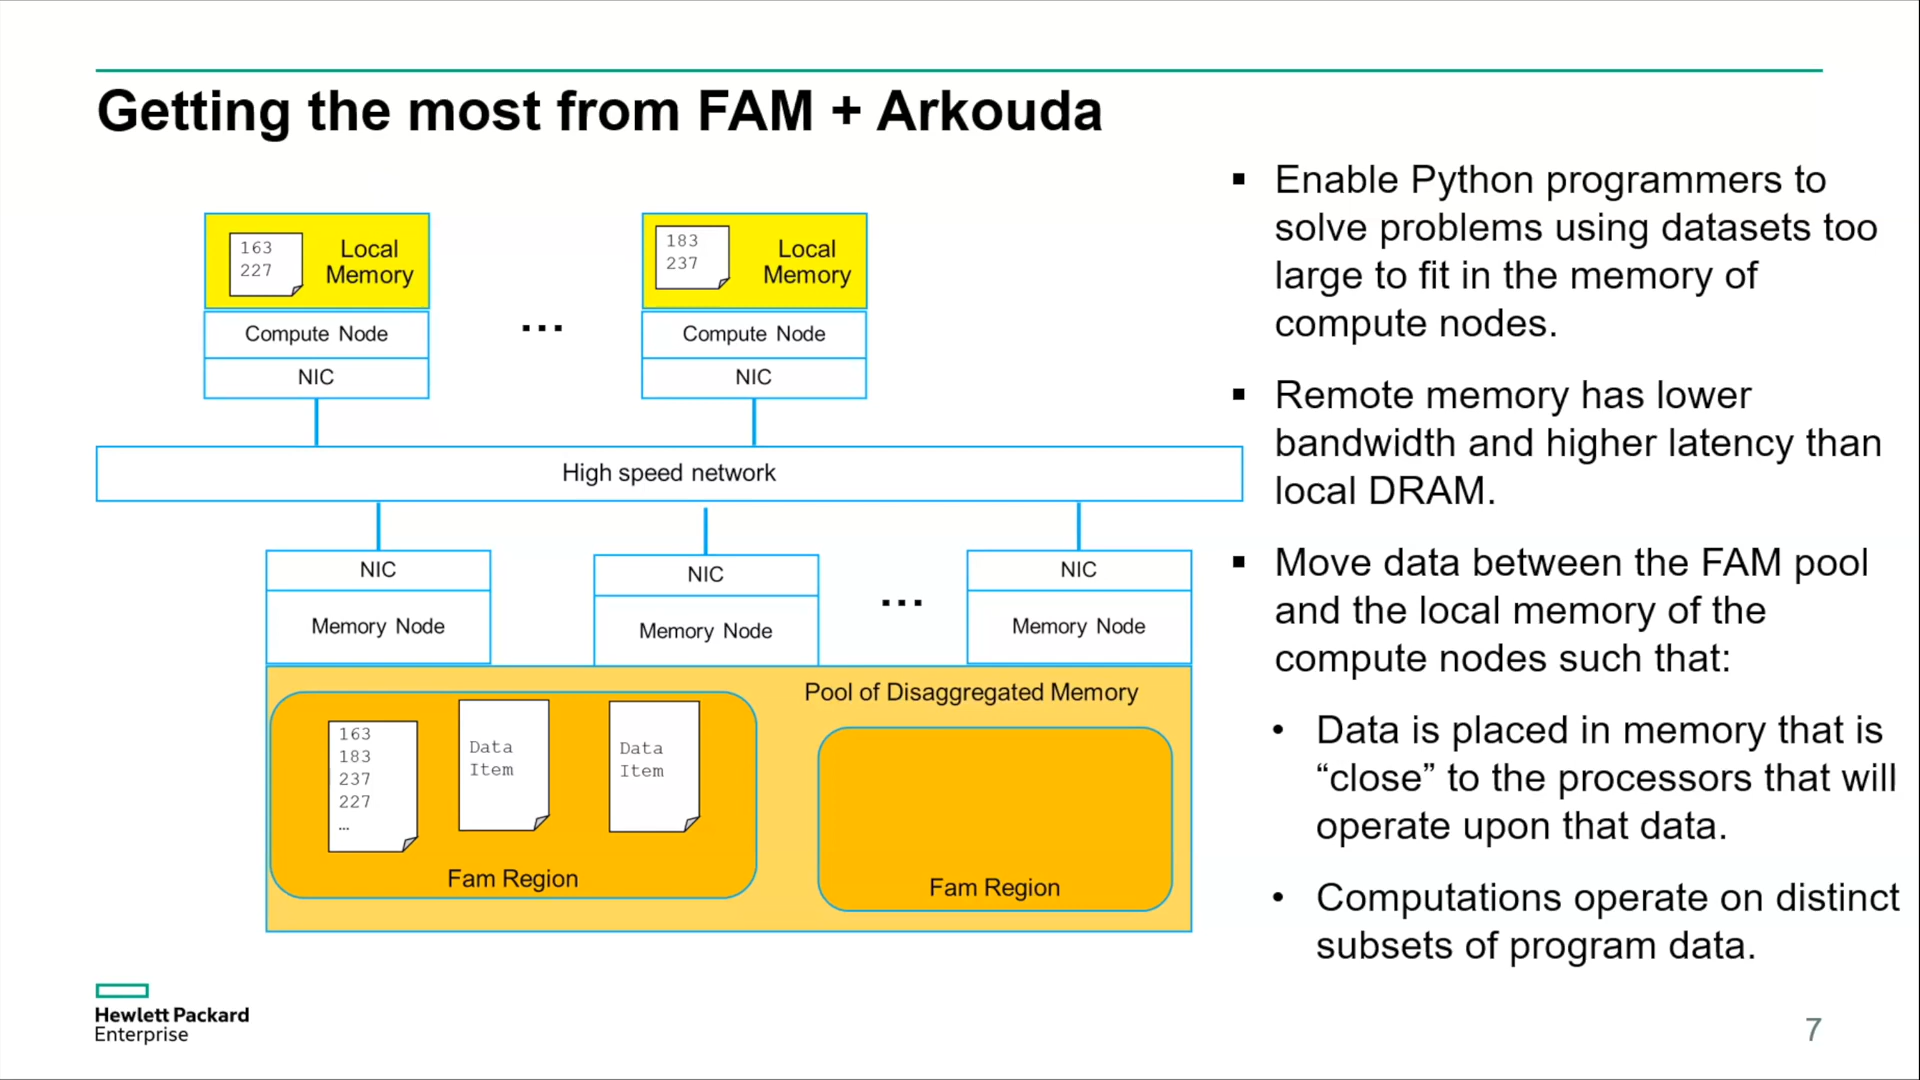 Getting the most from FAM + Arkouda
163
227
Local
Memory
Compute Node
NIC
...
183
237
Local
Memory
Compute Node
NIC
High speed network
NIC
Memory Node
NIC
Memory Node
...
NIC
Memory Node
Pool of Disaggregated Memory
163
183
237
227
…
Data
Item
Data
Item
Fam Region
Fam Region
▪ Enable Python programmers to
solve problems using datasets too
large to fit in the memory of
compute nodes.
▪ Remote memory has lower
bandwidth and higher latency than
local DRAM.
▪ Move data between the FAM pool
and the local memory of the
compute nodes such that:
• Data is placed in memory that is
“close” to the processors that will
operate upon that data.
• Computations operate on distinct
subsets of program data.
Hewlett Packard
Enterprise
7